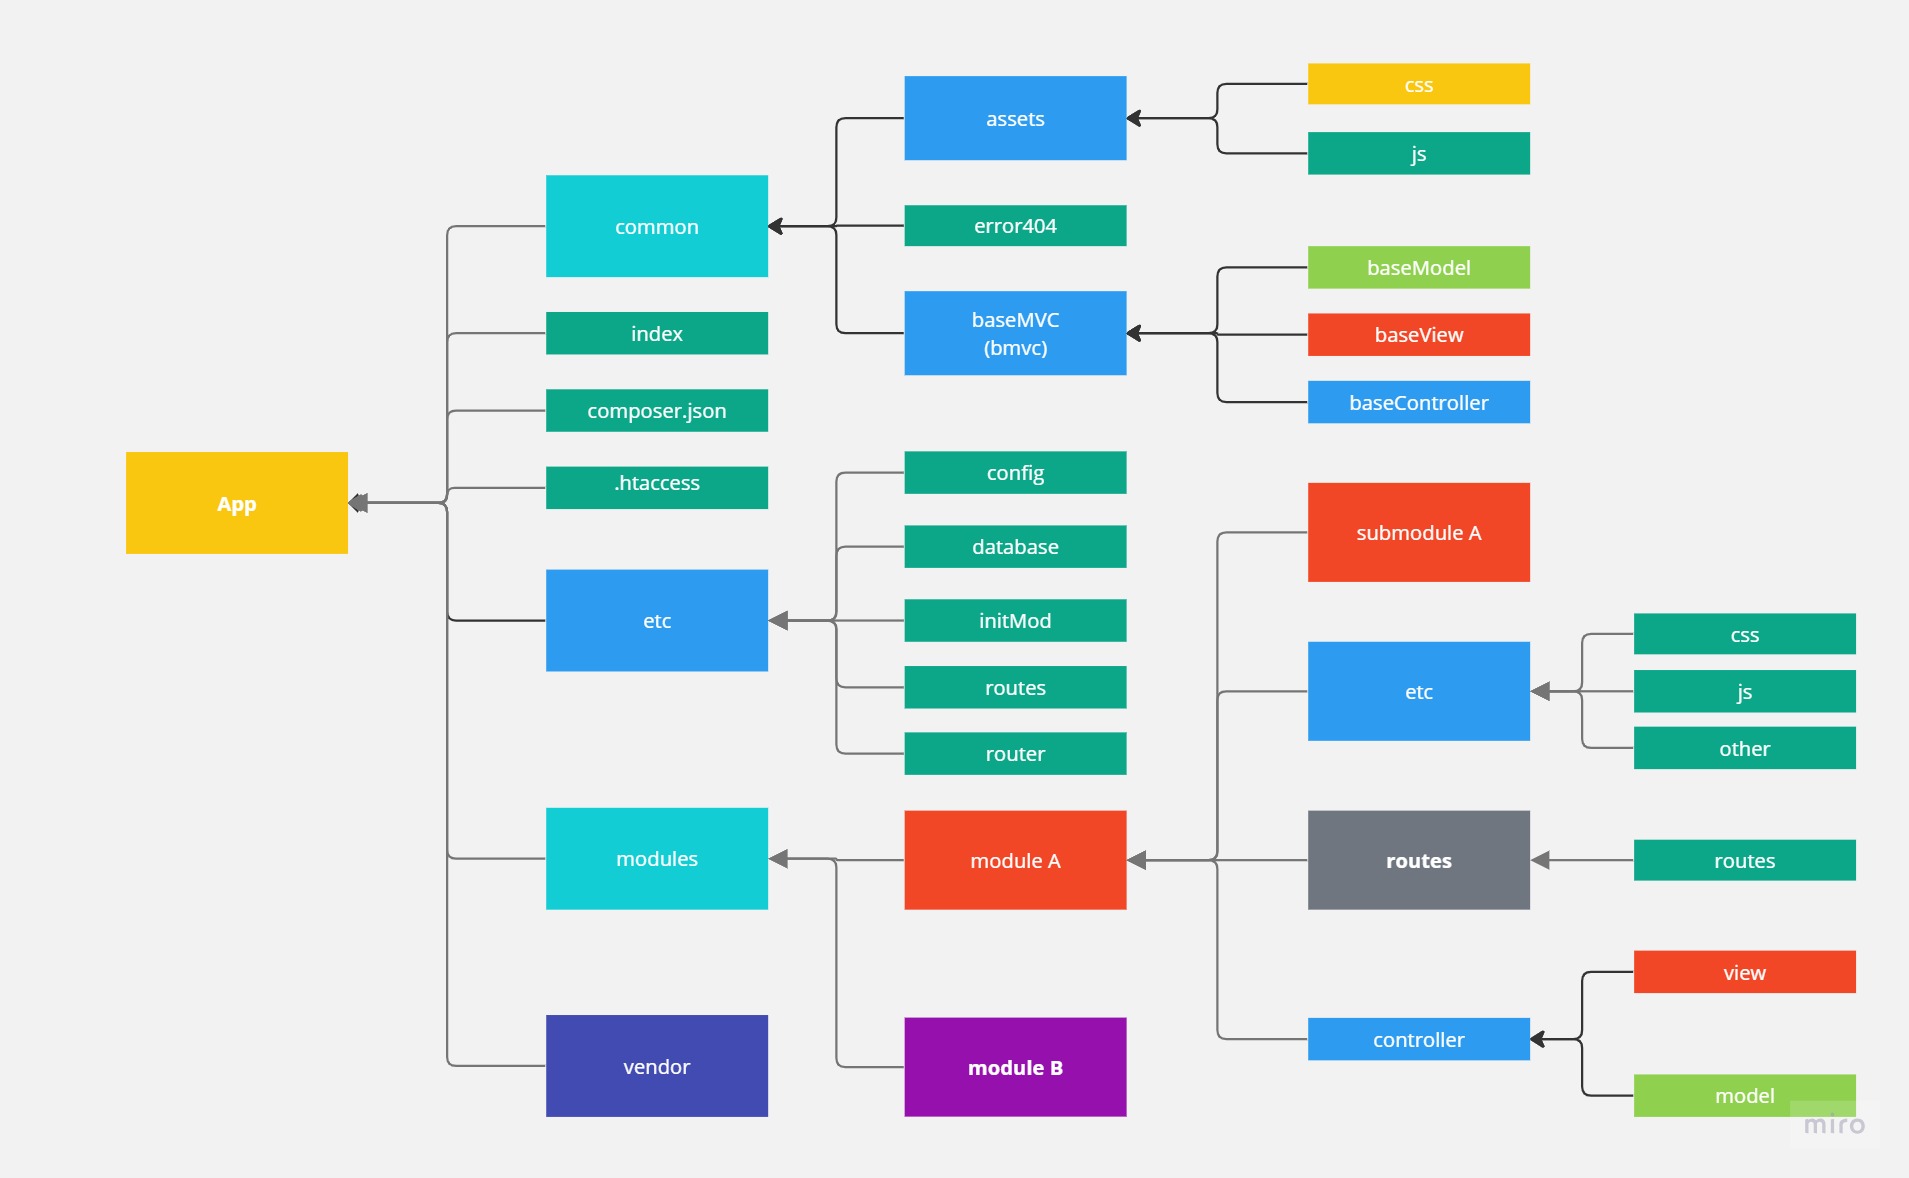 App
common
index
composer.json
.htaccess
etc
modules
vendor
assets
error404
baseMVC
(bmvc)
config
database
initMod
routes
router
module A
module B
css
js
baseModel
baseView
baseController
submodule A
etc
routes
controller
css
js
other
routes
view
model
miro